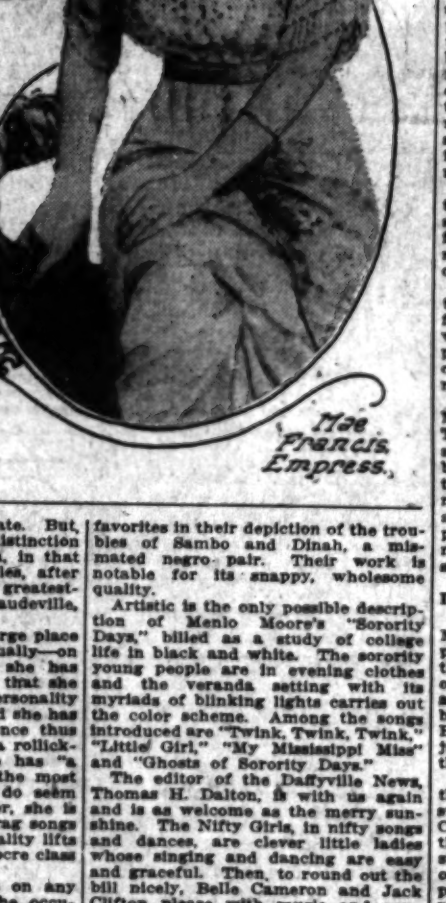 Mae
Francis,
Empress.
ate. But,
distinction
, in that
les, after
greatest-
audeville,
rge place
ually—on
she has
that she
ersonality
d she has
nce thus
a rollick-
has "a
the most
do seem
or, she is
rag songs
ality lifts
ocre class
on any
favorites in their depiction of the trou-
bles of Sambo and Dinah, a mis-
mated negro pair. Their work is
notable for its snappy, wholesome
quality.
Artistic is the only possible descrip-
tion of Menlo Moore's "Sorority
Days," billed as a study of college
life in black and white. The sorority
young people are in evening clothes
and the veranda setting with its
myriads of blinking lights carries out
the color scheme. Among the songs
introduced are "Twink, Twink, Twink,"
"Little Girl," "My Mississippi Miss"
and "Ghosts of Sorority Days."
The editor of the Daffyville News,
Thomas H. Dalton, is with us again
and is as welcome as the merry sun-
shine. The Nifty Girls, in nifty songs
and dances, are clever little ladies
whose singing and dancing are easy
and graceful. Then, to round out the
bill nicely, Belle Cameron and Jack